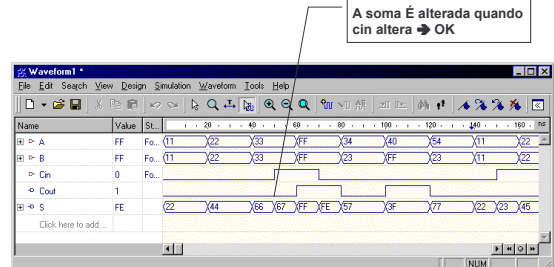 A soma É alterada quando
cin altera ➔ OK
Waveform1 *
File Edit Search View Design Simulation Waveform Tools Help
Name Value St... 20 40 60 80 100 120 140 160 ns
A FF Fo... 11 22 33 FF 34 40 54 11 22
B FF Fo... 11 22 33 FF 23 FF 23 11 22
Cin 0 Fo...
Cout 1
S FE 22 44 66 67 FF FE 57 3F 77 22 23 45
Click here to add ...
NUM